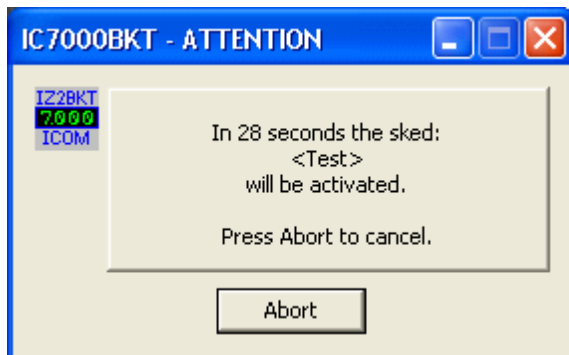 IC7000BKT - ATTENTION
IZ2BKT
7.000
ICOM
In 28 seconds the sked:
<Test>
will be activated.
Press Abort to cancel.
Abort